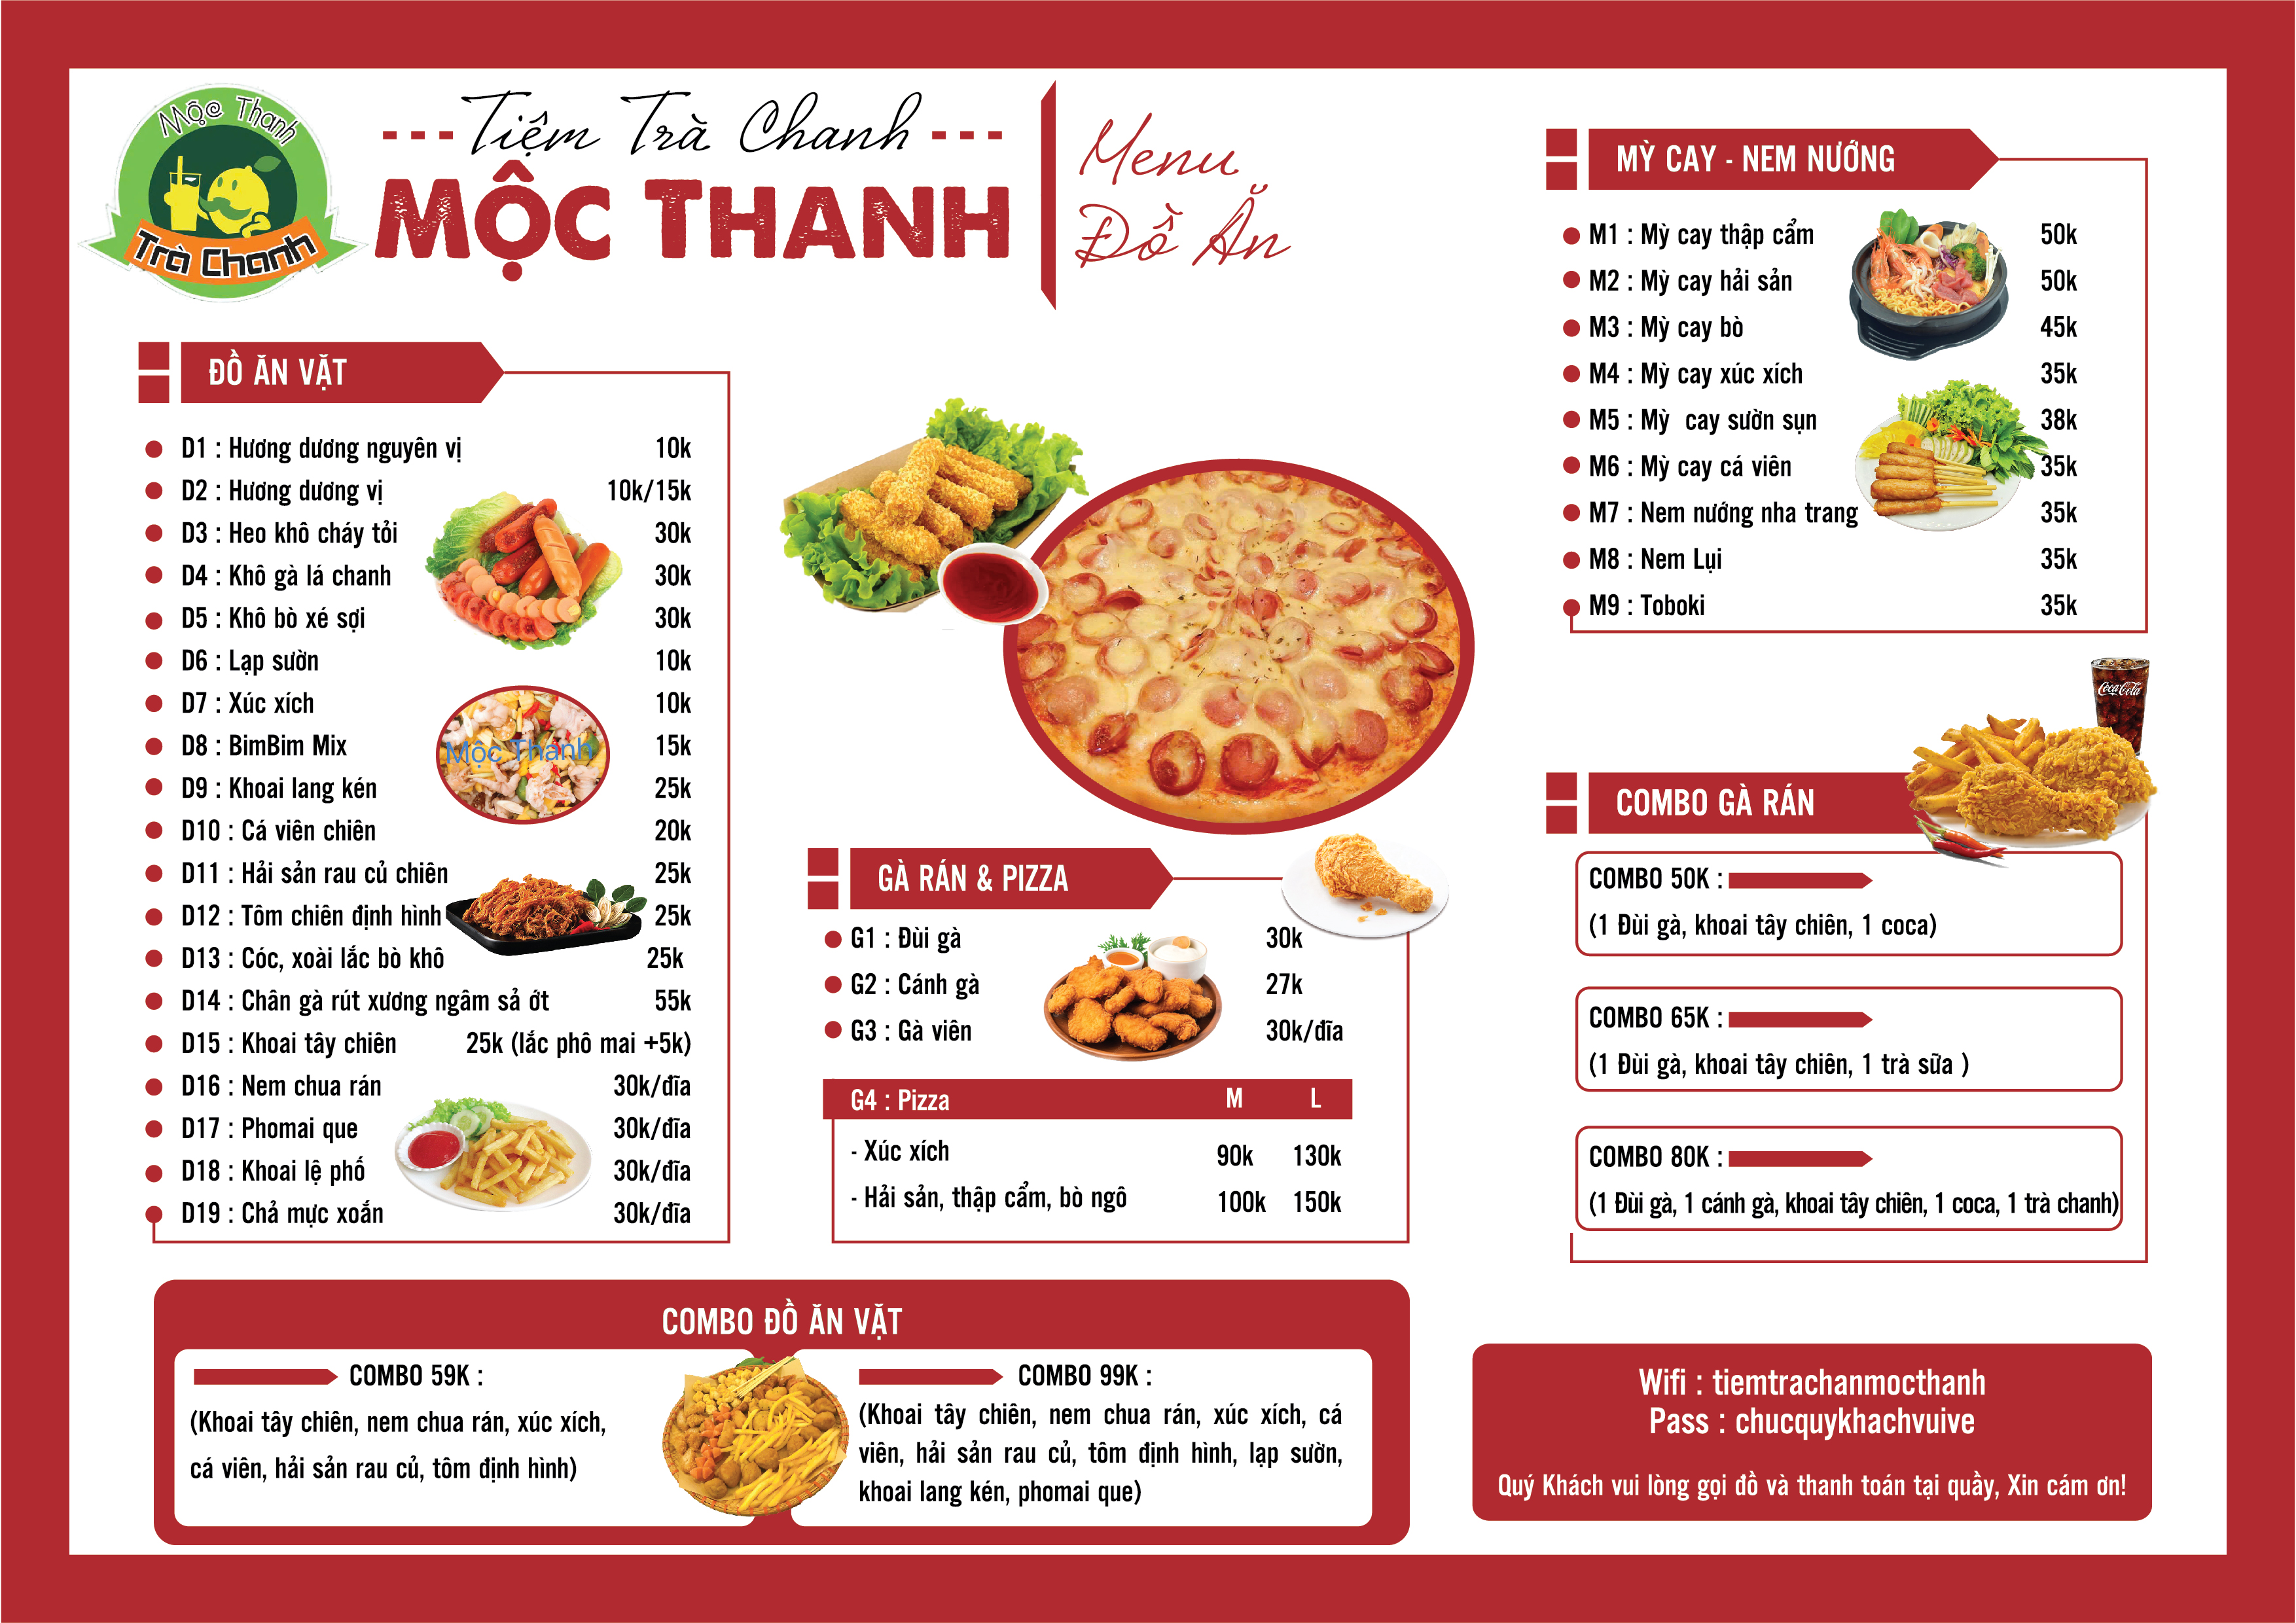 Mộc Thanh
Trà Chanh
Tiệm Trà Chanh
MỘC THANH
Menu
Đồ Ăn
ĐỒ ĂN VẶT
D1 : Hương dương nguyên vị 10k
D2 : Hương dương vị 10k/15k
D3 : Heo khô cháy tỏi 30k
D4 : Khô gà lá chanh 30k
D5 : Khô bò xé sợi 30k
D6 : Lạp sườn 10k
D7 : Xúc xích 10k
D8 : BimBim Mix 15k
D9 : Khoai lang kén 25k
D10 : Cá viên chiên 20k
D11 : Hải sản rau củ chiên 25k
D12 : Tôm chiên định hình 25k
D13 : Cóc, xoài lắc bò khô 25k
D14 : Chân gà rút xương ngâm sả ớt 55k
D15 : Khoai tây chiên 25k (lắc phô mai +5k)
D16 : Nem chua rán 30k/đĩa
D17 : Phomai que 30k/đĩa
D18 : Khoai lệ phố 30k/đĩa
D19 : Chả mực xoắn 30k/đĩa
Mộc Thanh
GÀ RÁN & PIZZA
G1 : Đùi gà 30k
G2 : Cánh gà 27k
G3 : Gà viên 30k/đĩa
G4 : Pizza M L
- Xúc xích 90k 130k
- Hải sản, thập cẩm, bò ngô 100k 150k
MỲ CAY - NEM NƯỚNG
M1 : Mỳ cay thập cẩm 50k
M2 : Mỳ cay hải sản 50k
M3 : Mỳ cay bò 45k
M4 : Mỳ cay xúc xích 35k
M5 : Mỳ cay sườn sụn 38k
M6 : Mỳ cay cá viên 35k
M7 : Nem nướng nha trang 35k
M8 : Nem Lụi 35k
M9 : Toboki 35k
Coca-Cola
COMBO GÀ RÁN
COMBO 50K :
(1 Đùi gà, khoai tây chiên, 1 coca)
COMBO 65K :
(1 Đùi gà, khoai tây chiên, 1 trà sữa )
COMBO 80K :
(1 Đùi gà, 1 cánh gà, khoai tây chiên, 1 coca, 1 trà chanh)
COMBO ĐỒ ĂN VẶT
COMBO 59K :
(Khoai tây chiên, nem chua rán, xúc xích,
cá viên, hải sản rau củ, tôm định hình)
COMBO 99K :
(Khoai tây chiên, nem chua rán, xúc xích, cá
viên, hải sản rau củ, tôm định hình, lạp sườn,
khoai lang kén, phomai que)
Wifi : tiemtrachanmocthanh
Pass : chucquykhachvuive
Quý Khách vui lòng gọi đồ và thanh toán tại quầy, Xin cám ơn!